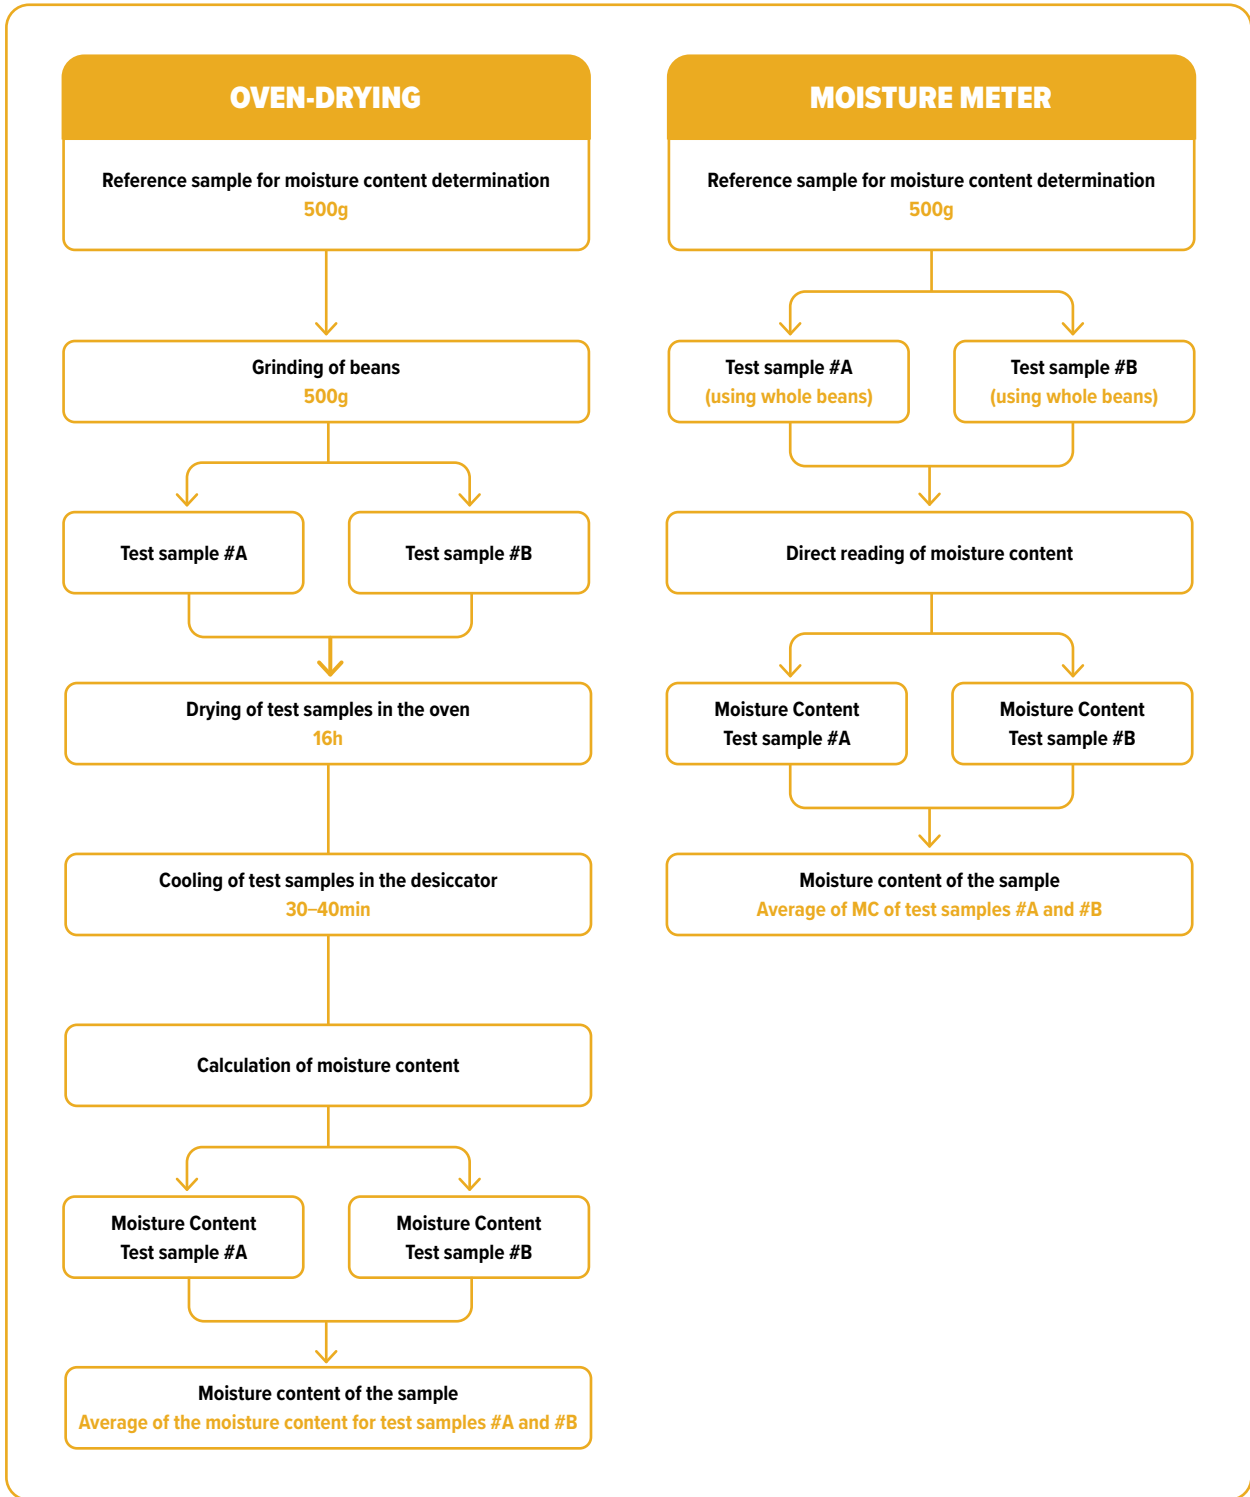 OVEN-DRYING
Reference sample for moisture content determination
500g
Grinding of beans
500g
Test sample #A
Test sample #B
Drying of test samples in the oven
16h
Cooling of test samples in the desiccator
30–40min
Calculation of moisture content
Moisture Content
Test sample #A
Moisture Content
Test sample #B
Moisture content of the sample
Average of the moisture content for test samples #A and #B
MOISTURE METER
Reference sample for moisture content determination
500g
Test sample #A
(using whole beans)
Test sample #B
(using whole beans)
Direct reading of moisture content
Moisture Content
Test sample #A
Moisture Content
Test sample #B
Moisture content of the sample
Average of MC of test samples #A and #B